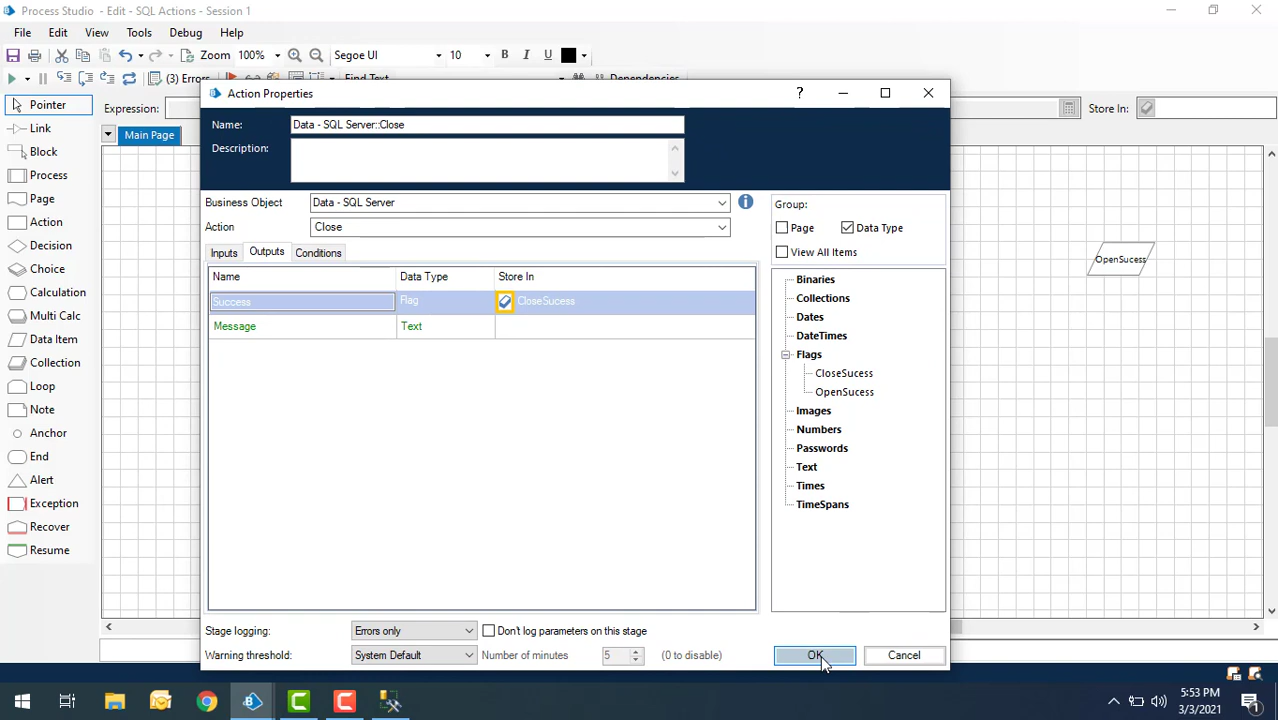 Process Studio - Edit - SQL Actions - Session 1
File Edit View Tools Debug Help
Zoom 100% Segoe UI 10 B I U
(3) Errors Find Text Dependencies
Expression: Store In:
Pointer
Link
Block
Process
Page
Action
Decision
Choice
Calculation
Multi Calc
Data Item
Collection
Loop
Note
Anchor
End
Alert
Exception
Recover
Resume
Main Page
OpenSucess
Action Properties
?
Name: Data - SQL Server::Close
Description:
Business Object Data - SQL Server
Action Close
Inputs Outputs Conditions
Name Data Type Store In
Success Flag CloseSucess
Message Text
Group:
Page Data Type
View All Items
Binaries
Collections
Dates
DateTimes
Flags
CloseSucess
OpenSucess
Images
Numbers
Passwords
Text
Times
TimeSpans
Stage logging: Errors only Don't log parameters on this stage
Warning threshold: System Default Number of minutes 5 (0 to disable)
OK Cancel
5:53 PM
3/3/2021
1